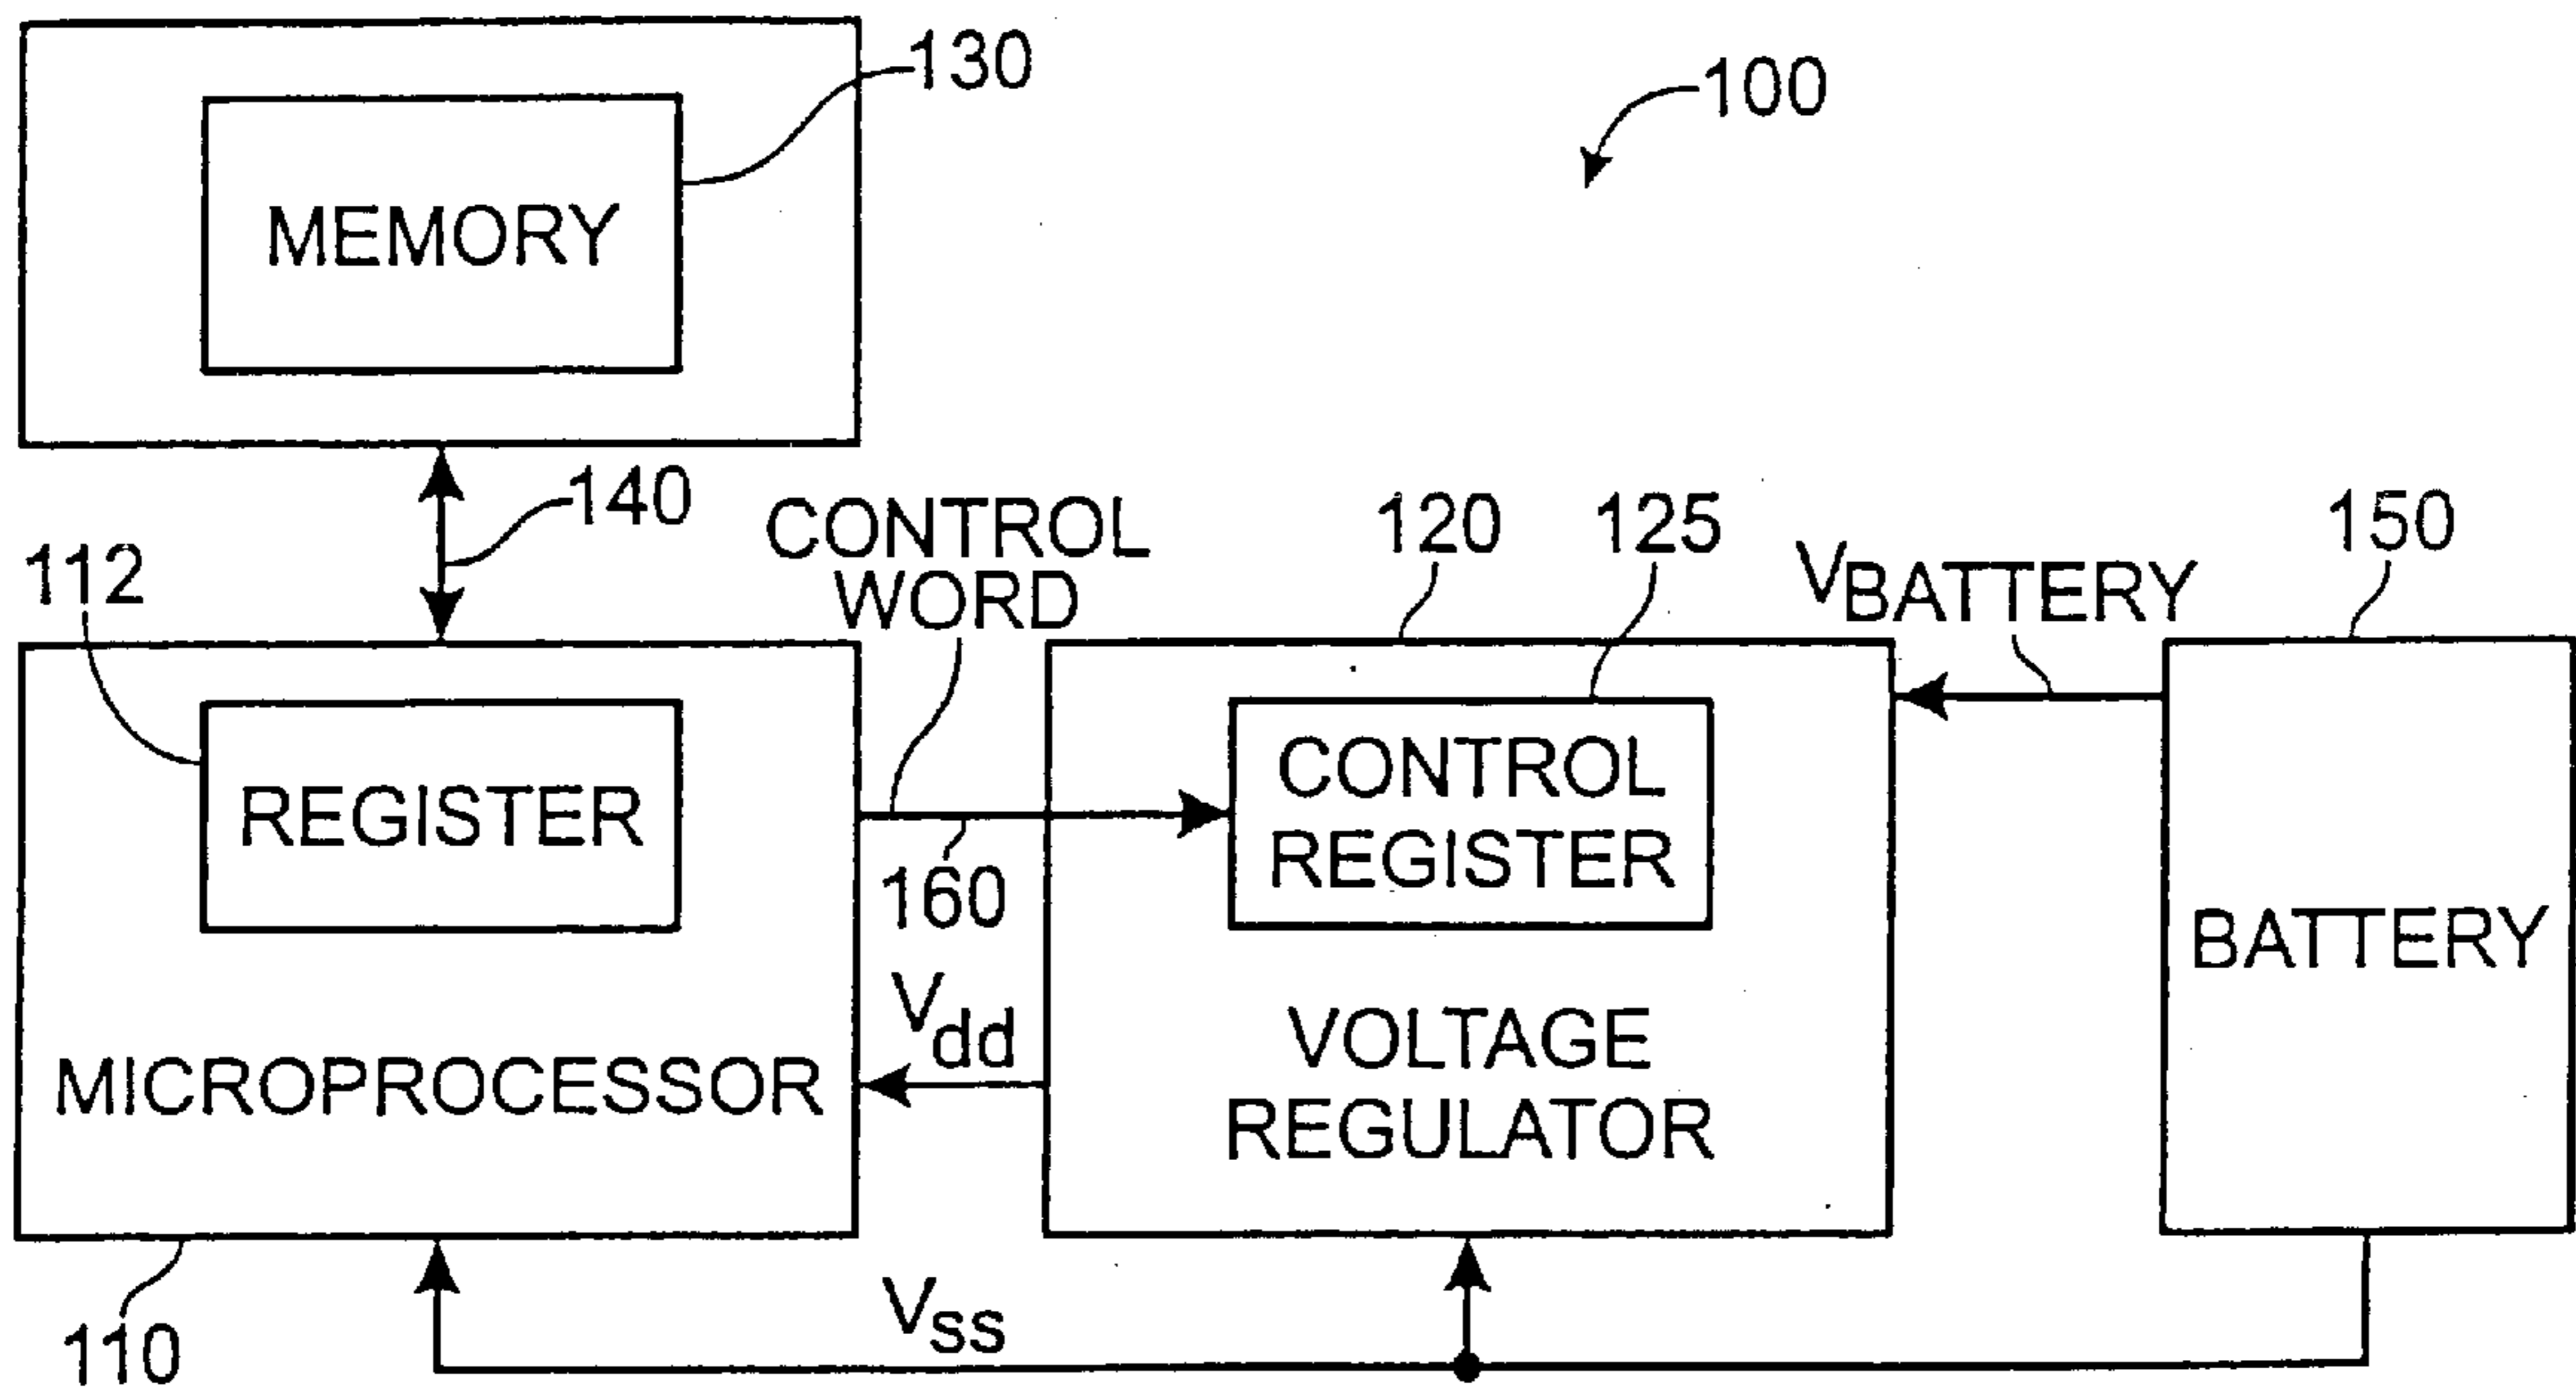 130
100
MEMORY
140
CONTROL
WORD
120
125
150
112
VBATTERY
REGISTER
CONTROL
REGISTER
160
BATTERY
Vdd
MICROPROCESSOR
VOLTAGE
REGULATOR
Vss
110